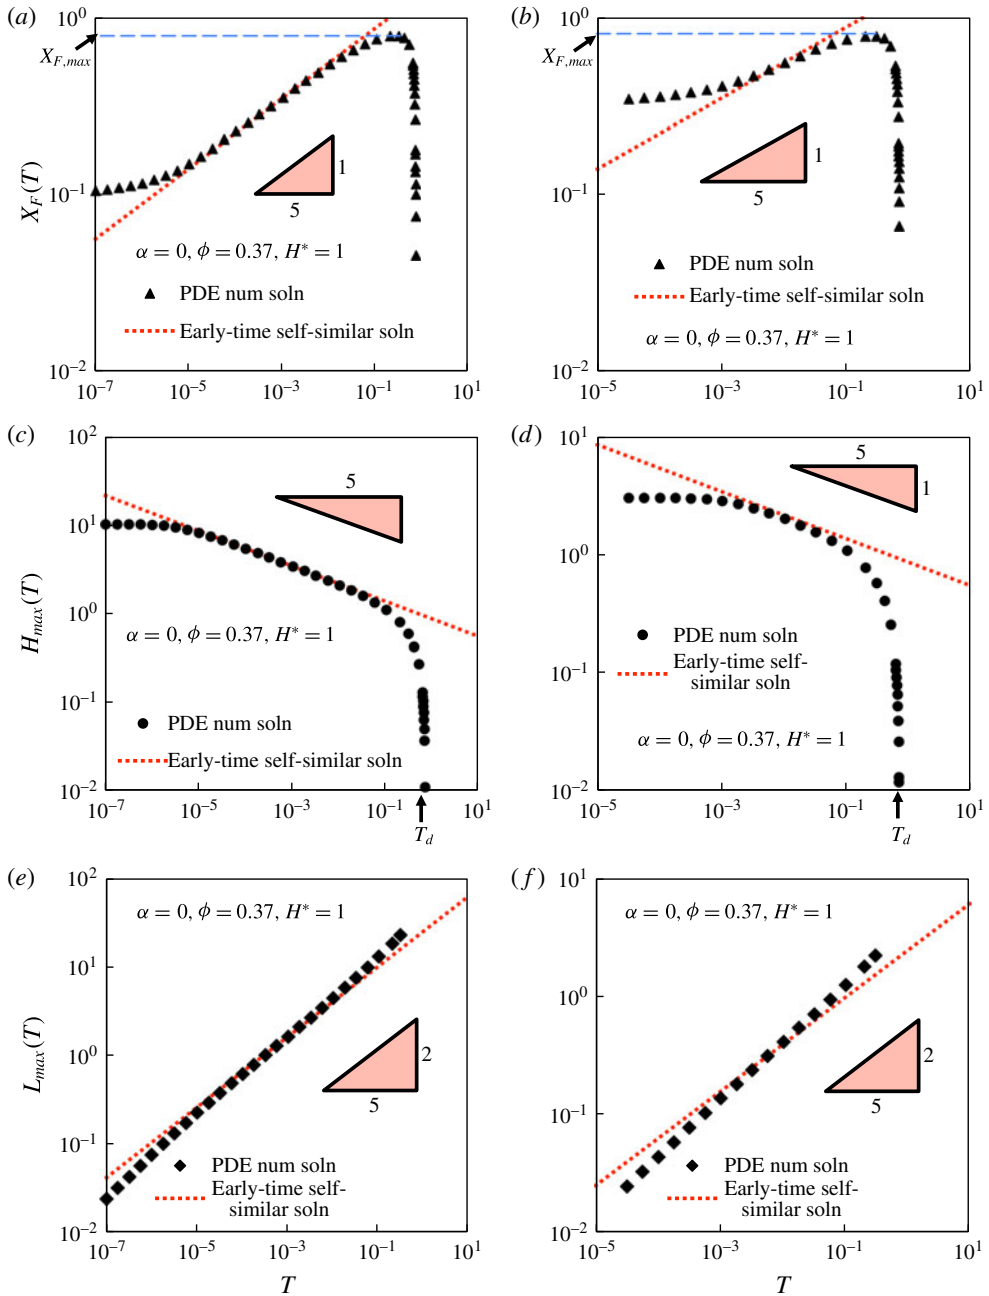 (a)
10^0
X_{F,max}
X_F(T)
10^{-1}
10^{-2}
1
5
α = 0, ϕ = 0.37, H* = 1
PDE num soln
Early-time self-similar soln
10^{-7}
10^{-5}
10^{-3}
10^{-1}
10^1
(b)
10^0
X_{F,max}
10^{-1}
10^{-2}
1
5
PDE num soln
Early-time self-similar soln
α = 0, ϕ = 0.37, H* = 1
10^{-5}
10^{-3}
10^{-1}
10^1
(c)
10^2
10^1
10^0
10^{-1}
10^{-2}
H_{max}(T)
5
α = 0, ϕ = 0.37, H* = 1
PDE num soln
Early-time self-similar soln
10^{-7}
10^{-5}
10^{-3}
10^{-1}
10^1
T_d
(d)
10^1
10^0
10^{-1}
10^{-2}
5
1
PDE num soln
Early-time self-
similar soln
α = 0, ϕ = 0.37, H* = 1
10^{-5}
10^{-3}
10^{-1}
10^1
T_d
(e)
10^2
10^1
10^0
10^{-1}
10^{-2}
L_{max}(T)
α = 0, ϕ = 0.37, H* = 1
2
5
PDE num soln
Early-time self-
similar soln
10^{-7}
10^{-5}
10^{-3}
10^{-1}
10^1
T
(f)
10^1
10^0
10^{-1}
10^{-2}
α = 0, ϕ = 0.37, H* = 1
2
5
PDE num soln
Early-time self-
similar soln
10^{-5}
10^{-3}
10^{-1}
10^1
T